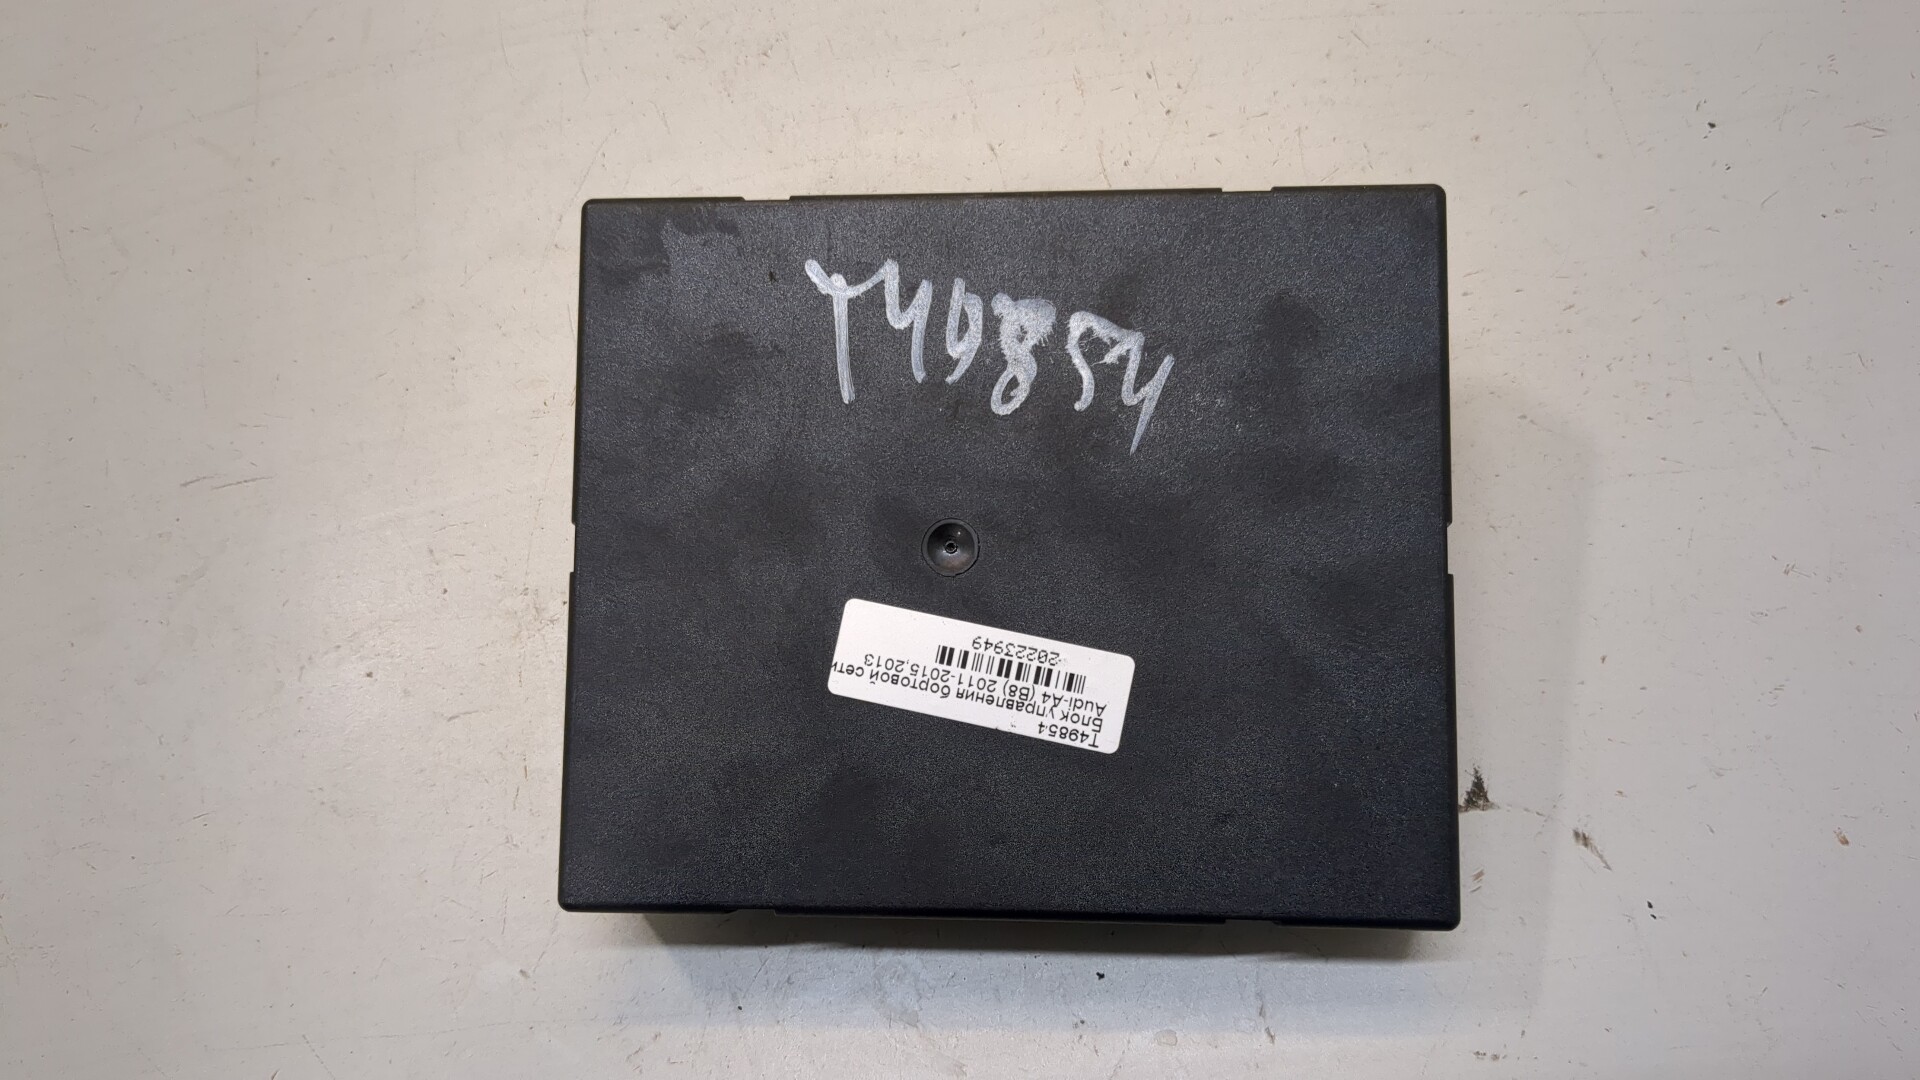 T49854
T49854
Блок управления бортовой сети
Audi-A4 (B8) 2011-2015,2013
20223949